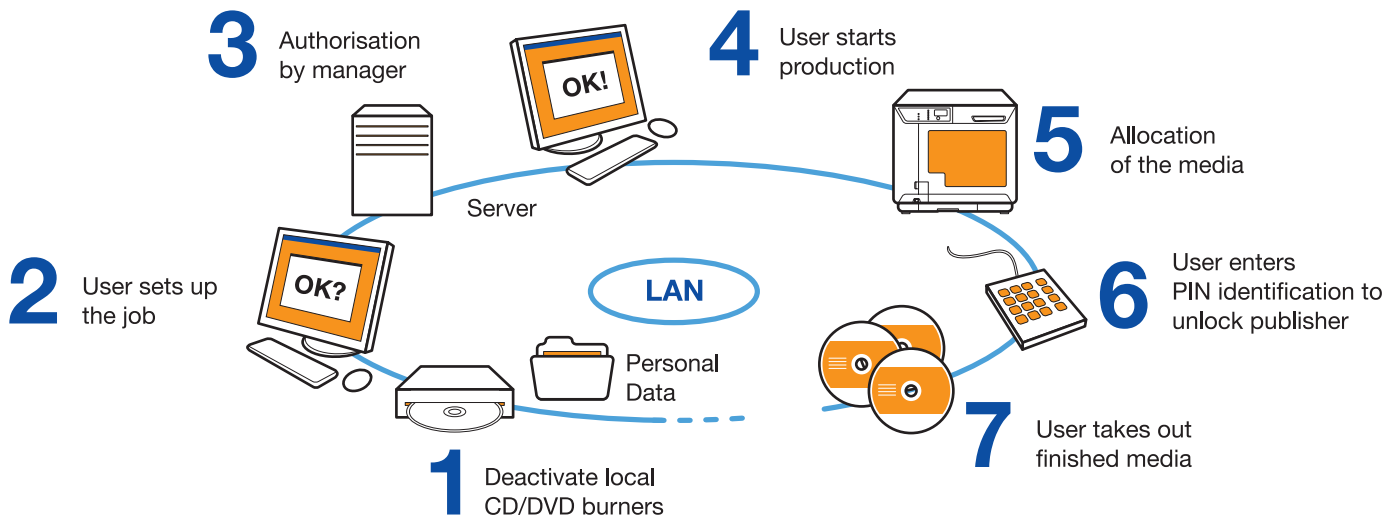 3
Authorisation
by manager
OK!
4
User starts
production
5
Allocation
of the media
Server
2
User sets up
the job
OK?
LAN
6
User enters
PIN identification to
unlock publisher
Personal
Data
1
Deactivate local
CD/DVD burners
7
User takes out
finished media